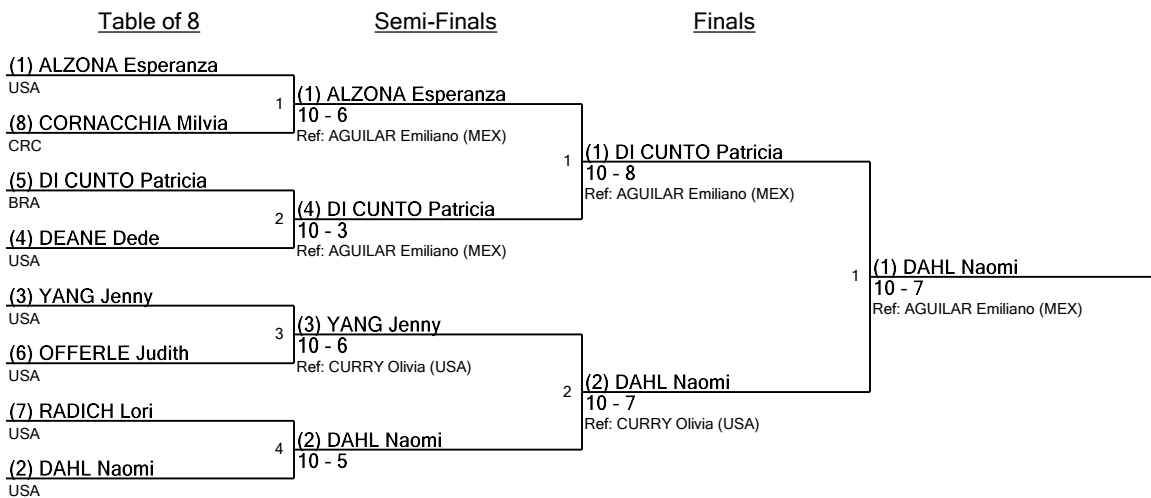 Table of 8
Semi-Finals
Finals
(1) ALZONA Esperanza
USA
1
(8) CORNACCHIA Milvia
CRC
(5) DI CUNTO Patricia
BRA
2
(4) DEANE Dede
USA
(3) YANG Jenny
USA
3
(6) OFFERLE Judith
USA
(7) RADICH Lori
USA
4
(2) DAHL Naomi
USA
(1) ALZONA Esperanza
10 - 6
Ref: AGUILAR Emiliano (MEX)
1
(4) DI CUNTO Patricia
10 - 3
Ref: AGUILAR Emiliano (MEX)
(3) YANG Jenny
10 - 6
Ref: CURRY Olivia (USA)
2
(2) DAHL Naomi
10 - 5
(1) DI CUNTO Patricia
10 - 8
Ref: AGUILAR Emiliano (MEX)
1
(2) DAHL Naomi
10 - 7
Ref: CURRY Olivia (USA)
(1) DAHL Naomi
10 - 7
Ref: AGUILAR Emiliano (MEX)